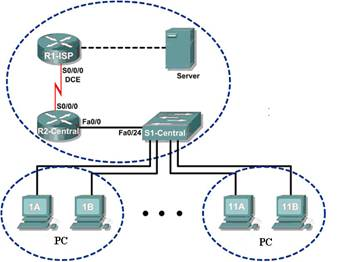 R1-ISP
S0/0/0
DCE
Server
S0/0/0
Fa0/0
R2-Central
Fa0/24
S1-Central
1A
1B
11A
11B
PC
PC